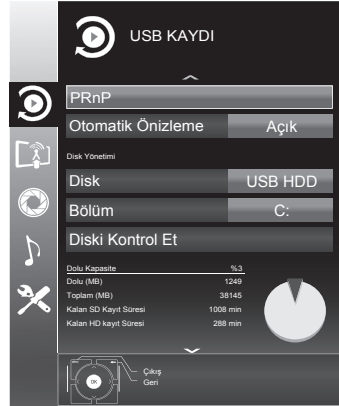 USB KAYDI
PRnP
Otomatik Önizleme Açık
Disk Yönetimi
Disk USB HDD
Bölüm C:
Diski Kontrol Et
Dolu Kapasite %3
Dolu (MB) 1249
Toplam (MB) 38145
Kalan SD Kayıt Süresi 1008 min
Kalan HD kayıt Süresi 288 min
Çıkış
Geri
OK